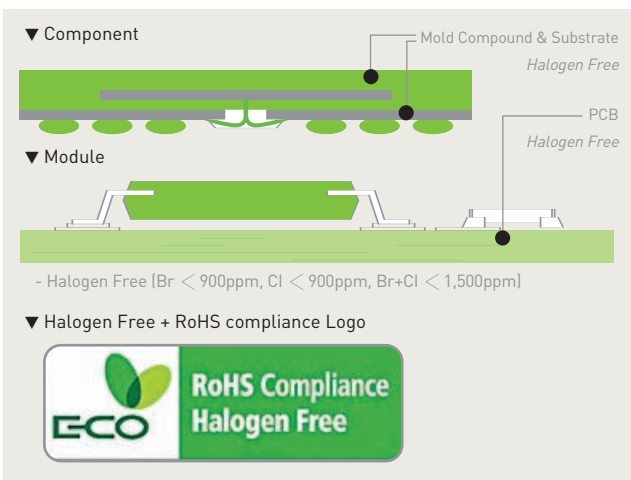 ▼ Component
Mold Compound & Substrate
Halogen Free
PCB
Halogen Free
▼ Module
- Halogen Free (Br < 900ppm, Cl < 900ppm, Br+Cl < 1,500ppm)
▼ Halogen Free + RoHS compliance Logo
E-CO
RoHS Compliance
Halogen Free